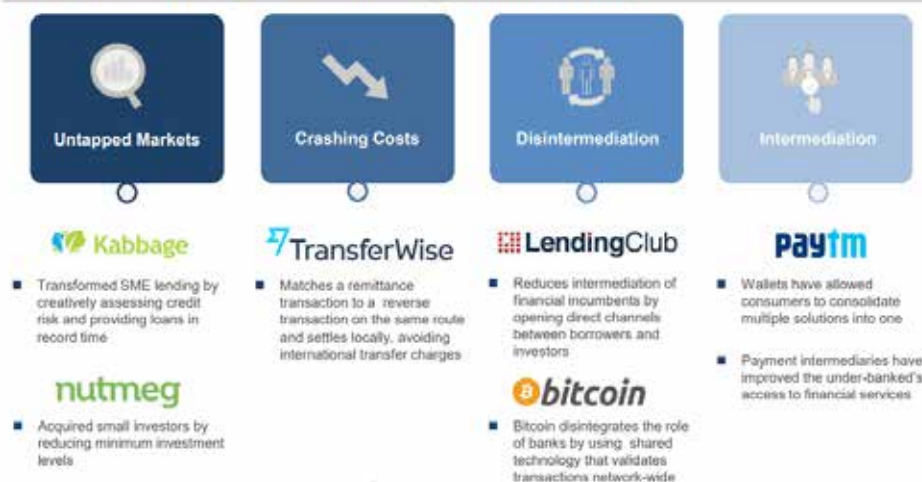 Untapped Markets
Crashing Costs
Disintermediation
Intermediation
Kabbage
Transformed SME lending by
creatively assessing credit
risk and providing loans in
record time
nutmeg
Acquired small investors by
reducing minimum investment
levels
TransferWise
Matches a remittance
transaction to a reverse
transaction on the same route
and settles locally, avoiding
international transfer charges
LendingClub
Reduces intermediation of
financial incumbents by
opening direct channels
between borrowers and
investors
bitcoin
Bitcoin disintegrates the role
of banks by using shared
technology that validates
transactions network-wide
paytm
Wallets have allowed
consumers to consolidate
multiple solutions into one
Payment intermediaries have
improved the under-banked's
access to financial services